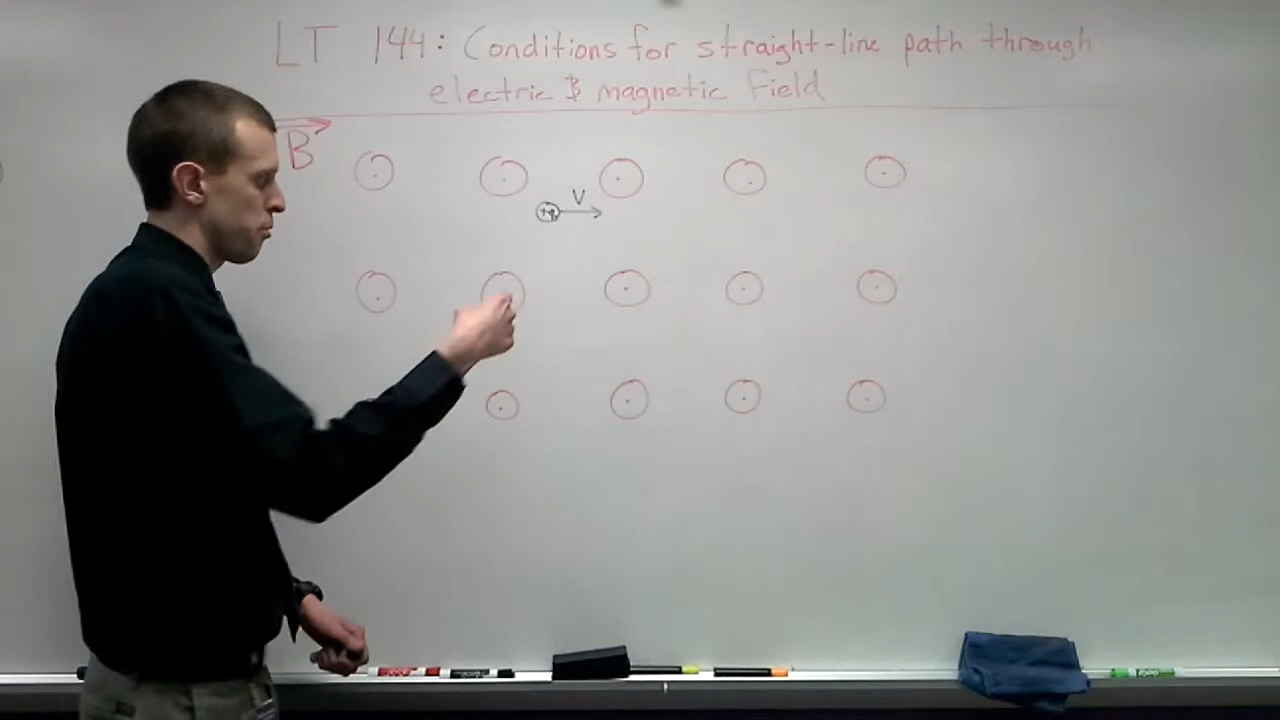 LT 144: Conditions for straight-line path through
electric & magnetic Field
B
V
+q